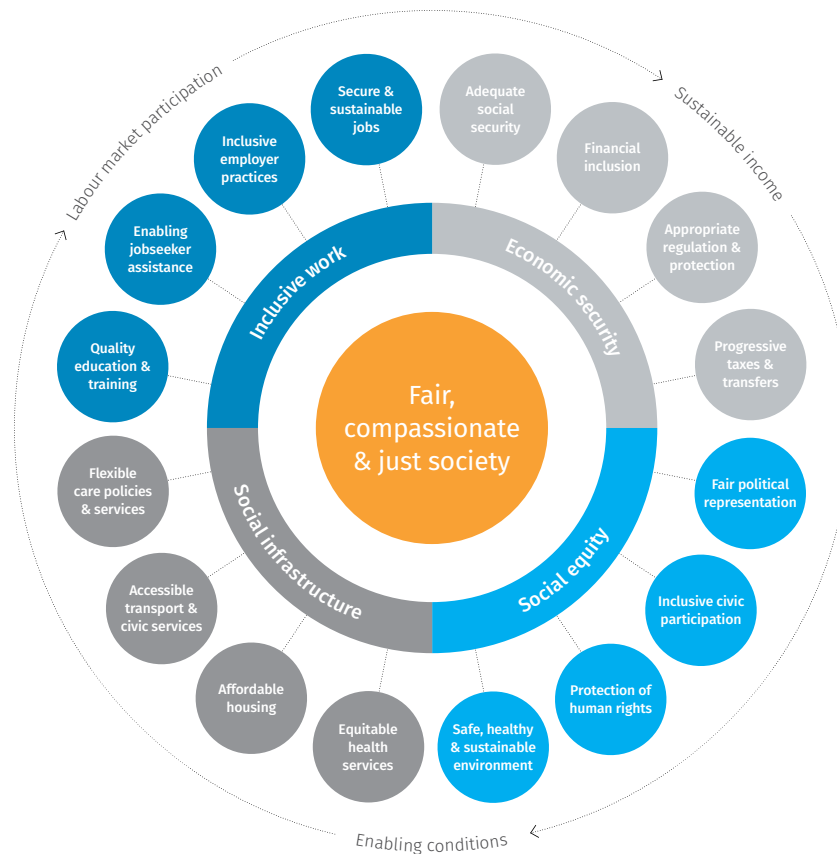 Labour market participation
Sustainable income
Enabling conditions
Fair,
compassionate
& just society
Inclusive work
Secure &
sustainable
jobs
Inclusive
employer
practices
Enabling
jobseeker
assistance
Quality
education &
training
Economic security
Adequate
social
security
Financial
inclusion
Appropriate
regulation &
protection
Progressive
taxes &
transfers
Social equity
Fair political
representation
Inclusive civic
participation
Protection of
human rights
Safe, healthy
& sustainable
environment
Social infrastructure
Equitable
health
services
Affordable
housing
Accessible
transport &
civic services
Flexible
care policies
& services